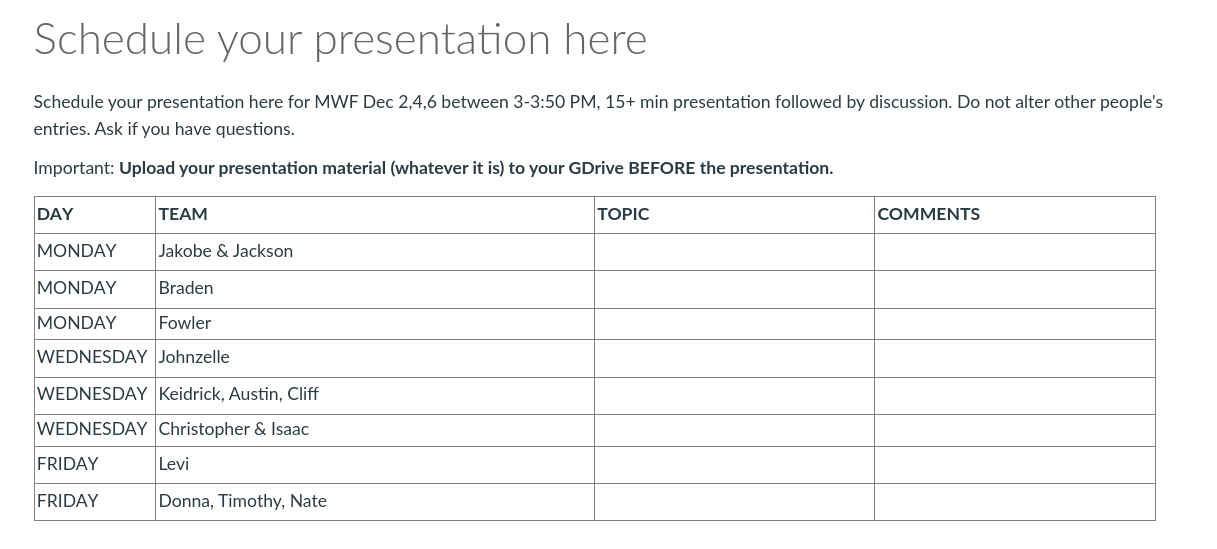 Schedule your presentation here
Schedule your presentation here for MWF Dec 2,4,6 between 3-3:50 PM, 15+ min presentation followed by discussion. Do not alter other people's
entries. Ask if you have questions.
Important: Upload your presentation material (whatever it is) to your GDrive BEFORE the presentation.
DAY TEAM TOPIC COMMENTS
MONDAY Jakobe & Jackson
MONDAY Braden
MONDAY Fowler
WEDNESDAY Johnzelle
WEDNESDAY Keidrick, Austin, Cliff
WEDNESDAY Christopher & Isaac
FRIDAY Levi
FRIDAY Donna, Timothy, Nate